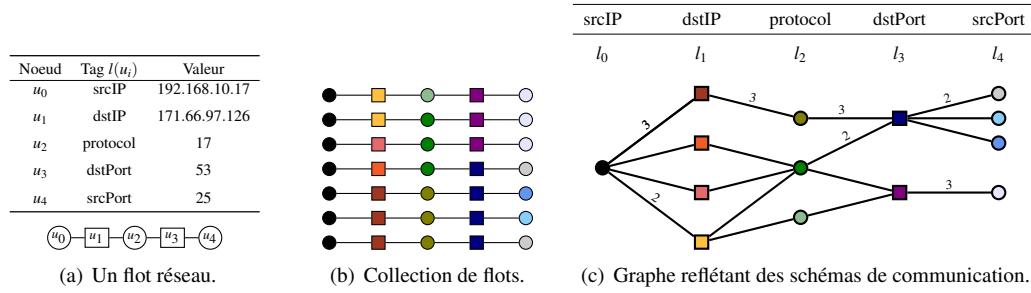 Noeud Tag l(uᵢ) Valeur
u₀ srcIP 192.168.10.17
u₁ dstIP 171.66.97.126
u₂ protocol 17
u₃ dstPort 53
u₄ srcPort 25
u₀ u₁ u₂ u₃ u₄
(a) Un flot réseau.
(b) Collection de flots.
srcIP dstIP protocol dstPort srcPort
l₀ l₁ l₂ l₃ l₄
3 3 2
3 2
2 3
(c) Graphe reflétant des schémas de communication.